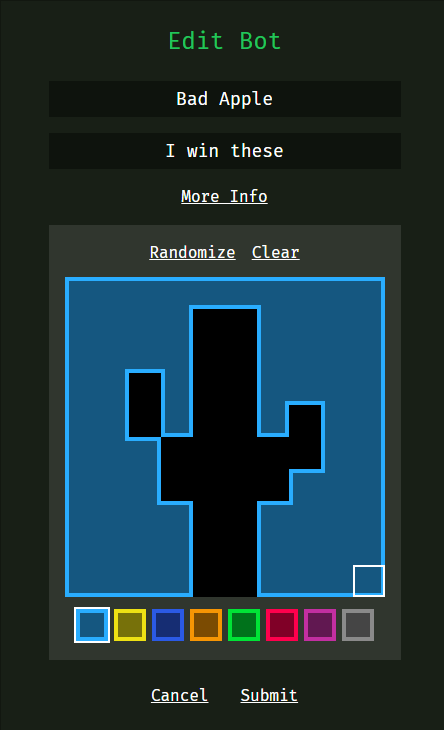 Edit Bot
Bad Apple
I win these
More Info
Randomize Clear
Cancel Submit